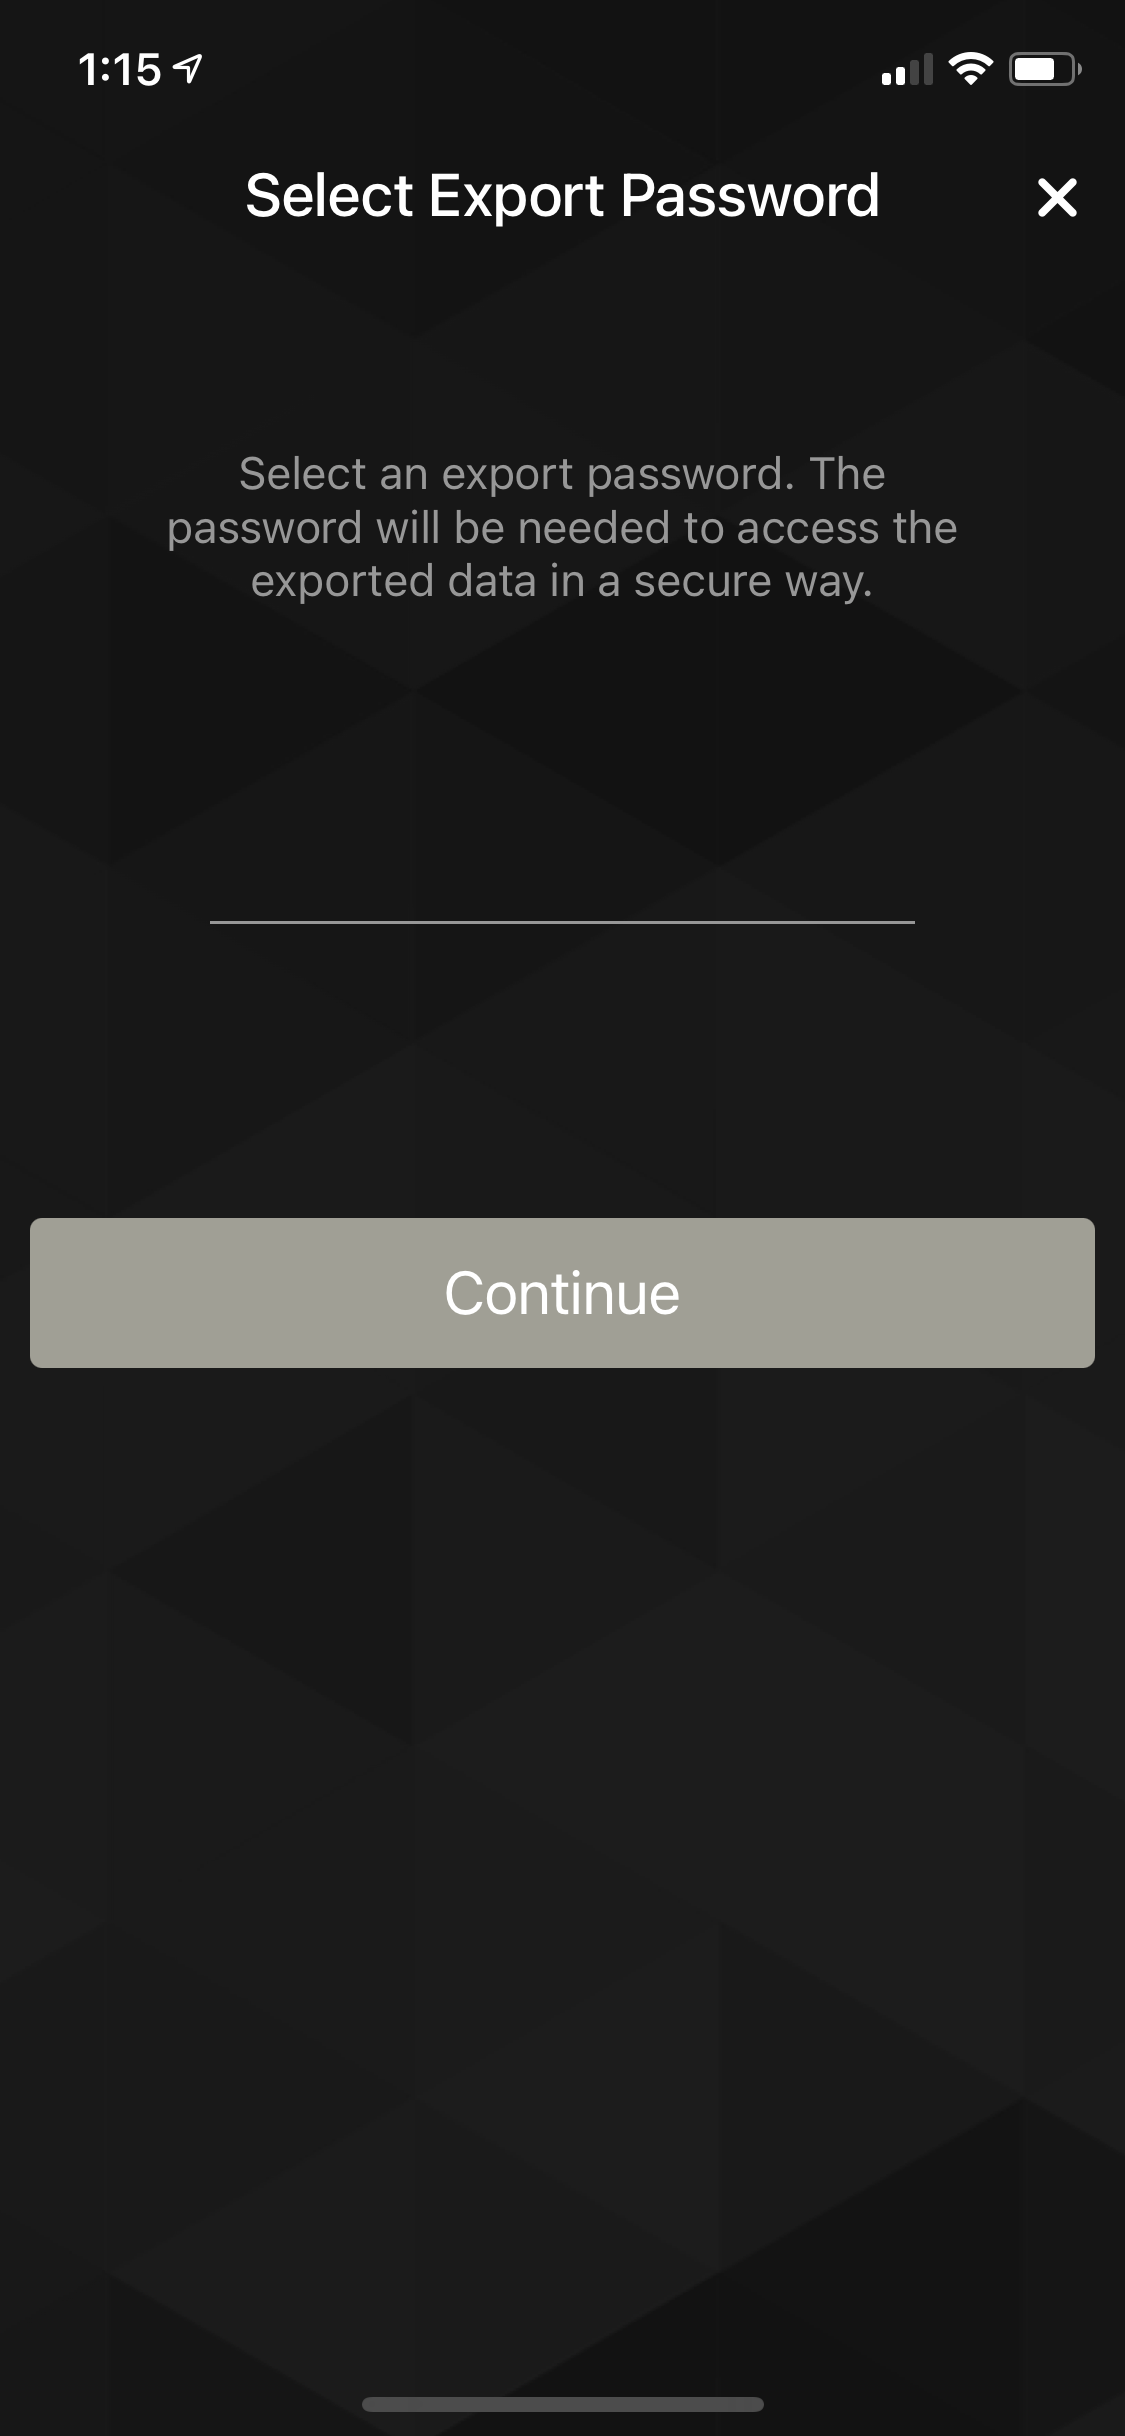 1:15
Select Export Password
Select an export password. The
password will be needed to access the
exported data in a secure way.
Continue